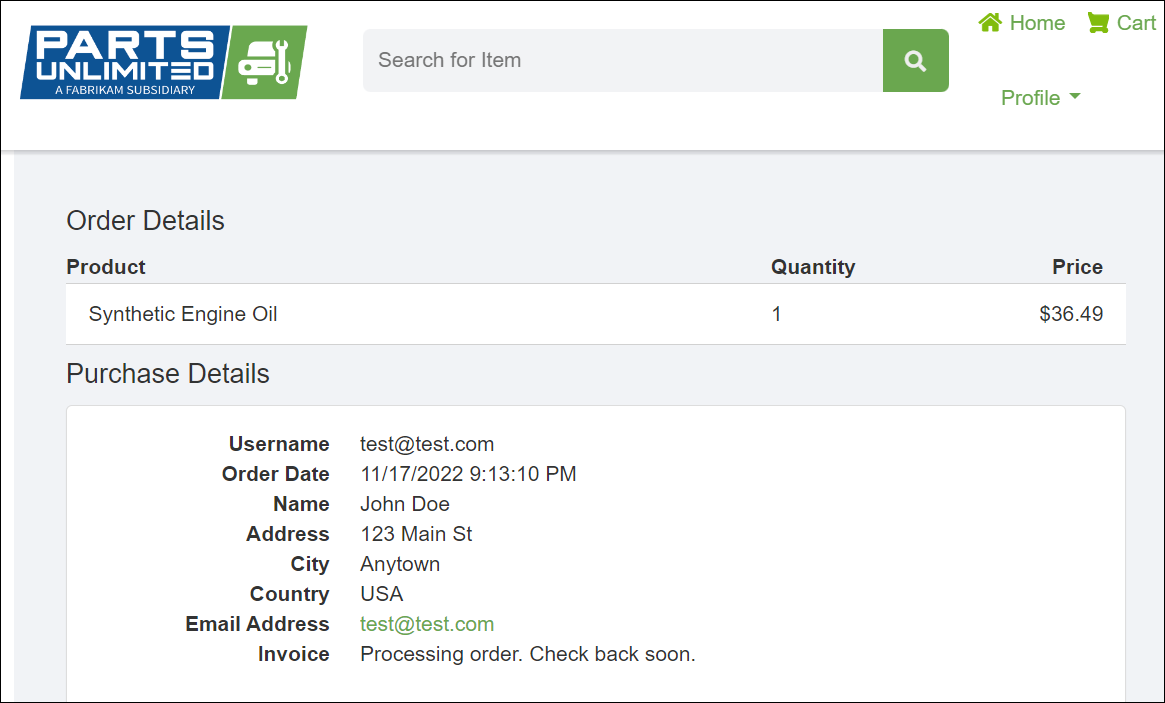 PARTS
UNLIMITED
A FABRIKAM SUBSIDIARY
Search for Item
Home
Cart
Profile
Order Details
Product Quantity Price
Synthetic Engine Oil 1 $36.49
Purchase Details
Username test@test.com
Order Date 11/17/2022 9:13:10 PM
Name John Doe
Address 123 Main St
City Anytown
Country USA
Email Address test@test.com
Invoice Processing order. Check back soon.